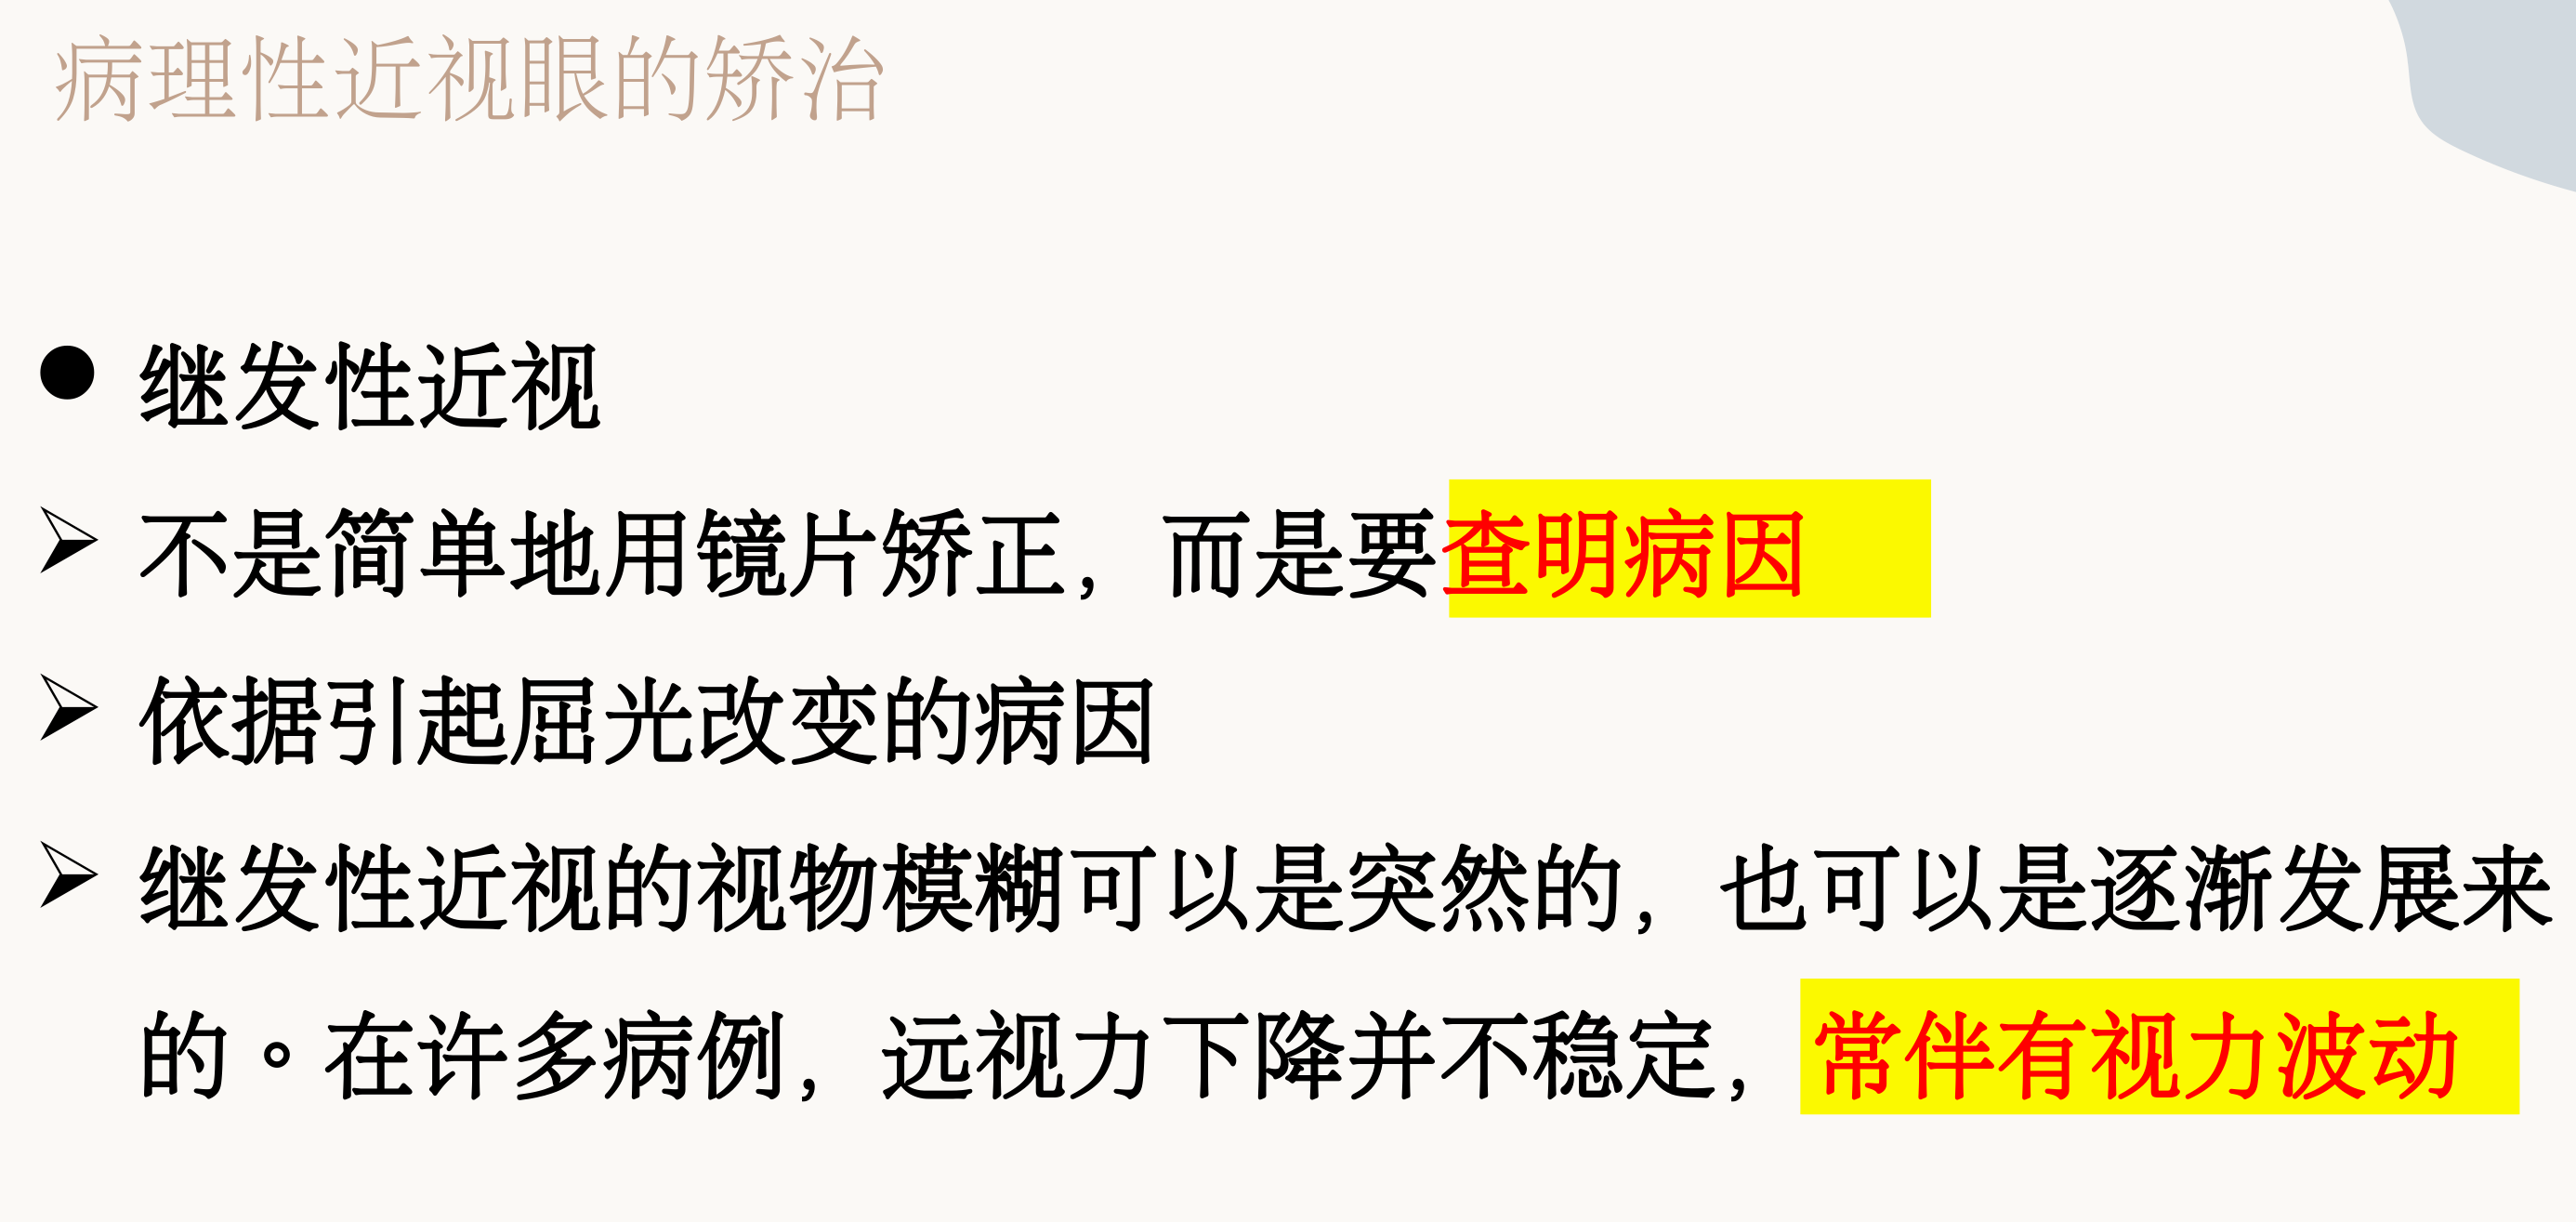 病理性近视眼的矫治
● 继发性近视
➢ 不是简单地用镜片矫正，而是要查明病因
➢ 依据引起屈光改变的病因
➢ 继发性近视的视物模糊可以是突然的，也可以是逐渐发展来
的。在许多病例，远视力下降并不稳定，常伴有视力波动